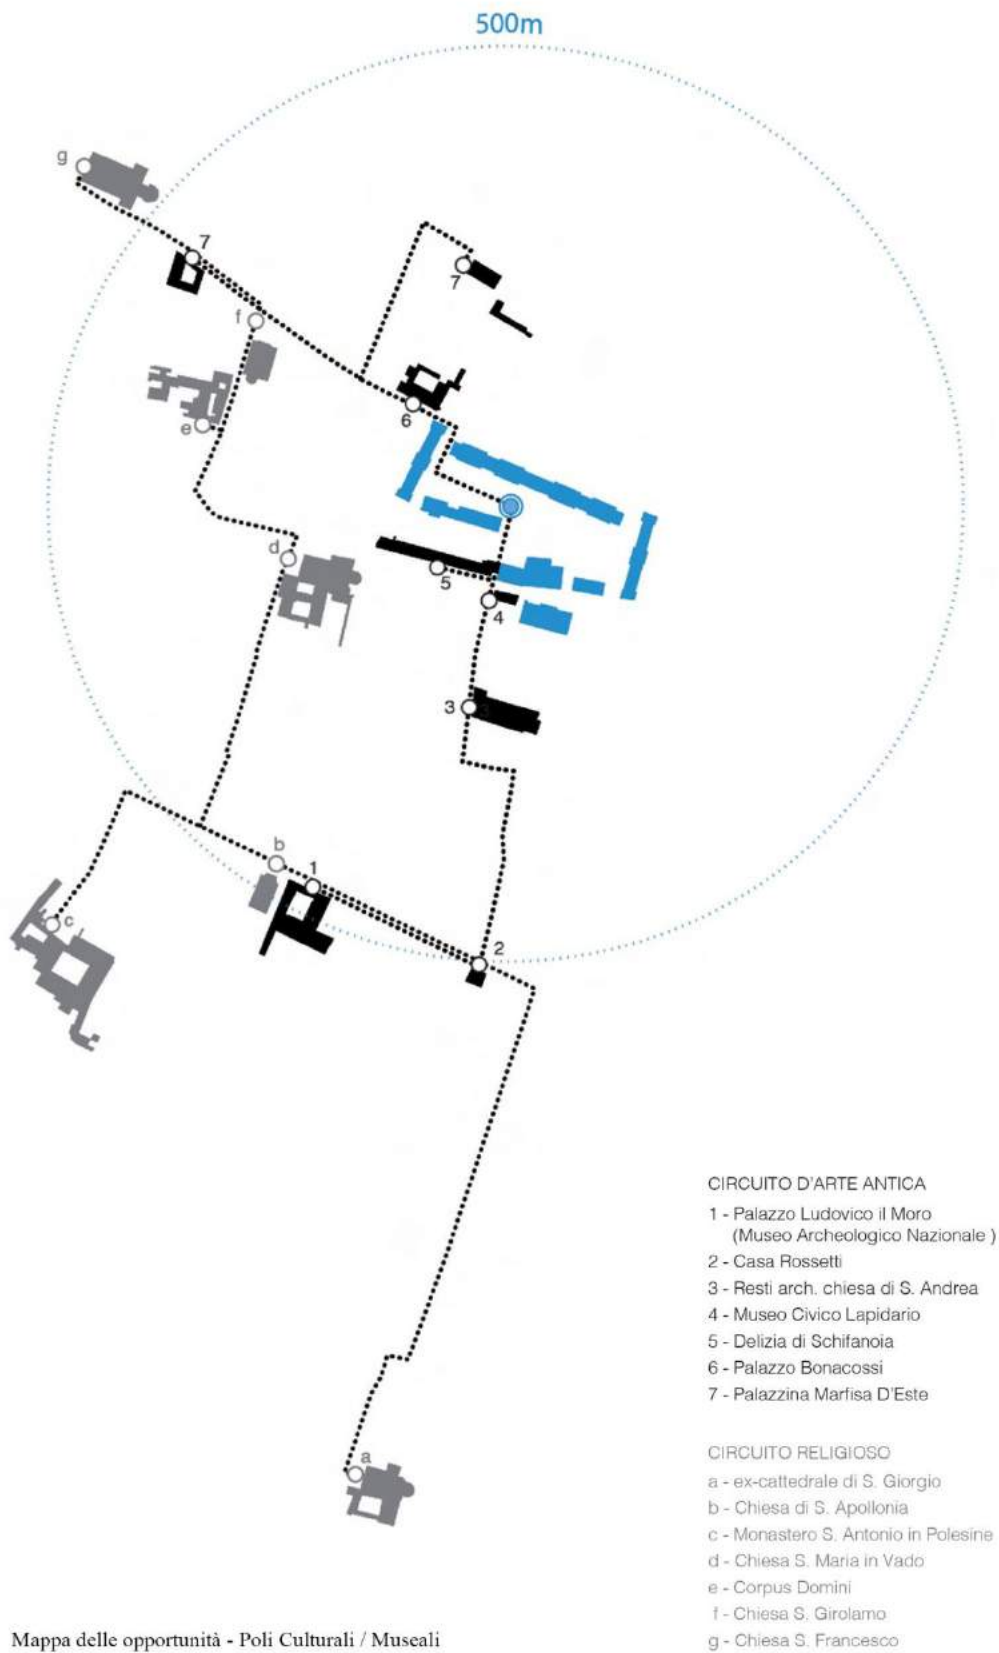 500m
g
7
7
f
6
e
d
5
4
3
b
1
c
2
a
CIRCUITO D'ARTE ANTICA
1 - Palazzo Ludovico il Moro
(Museo Archeologico Nazionale )
2 - Casa Rossetti
3 - Resti arch. chiesa di S. Andrea
4 - Museo Civico Lapidario
5 - Delizia di Schifanoia
6 - Palazzo Bonacossi
7 - Palazzina Marfisa D'Este
CIRCUITO RELIGIOSO
a - ex-cattedrale di S. Giorgio
b - Chiesa di S. Apollonia
c - Monastero S. Antonio in Polesine
d - Chiesa S. Maria in Vado
e - Corpus Domini
f - Chiesa S. Girolamo
g - Chiesa S. Francesco
Mappa delle opportunità - Poli Culturali / Museali